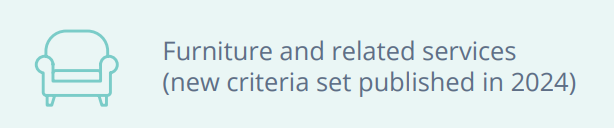 Furniture and related services
(new criteria set published in 2024)